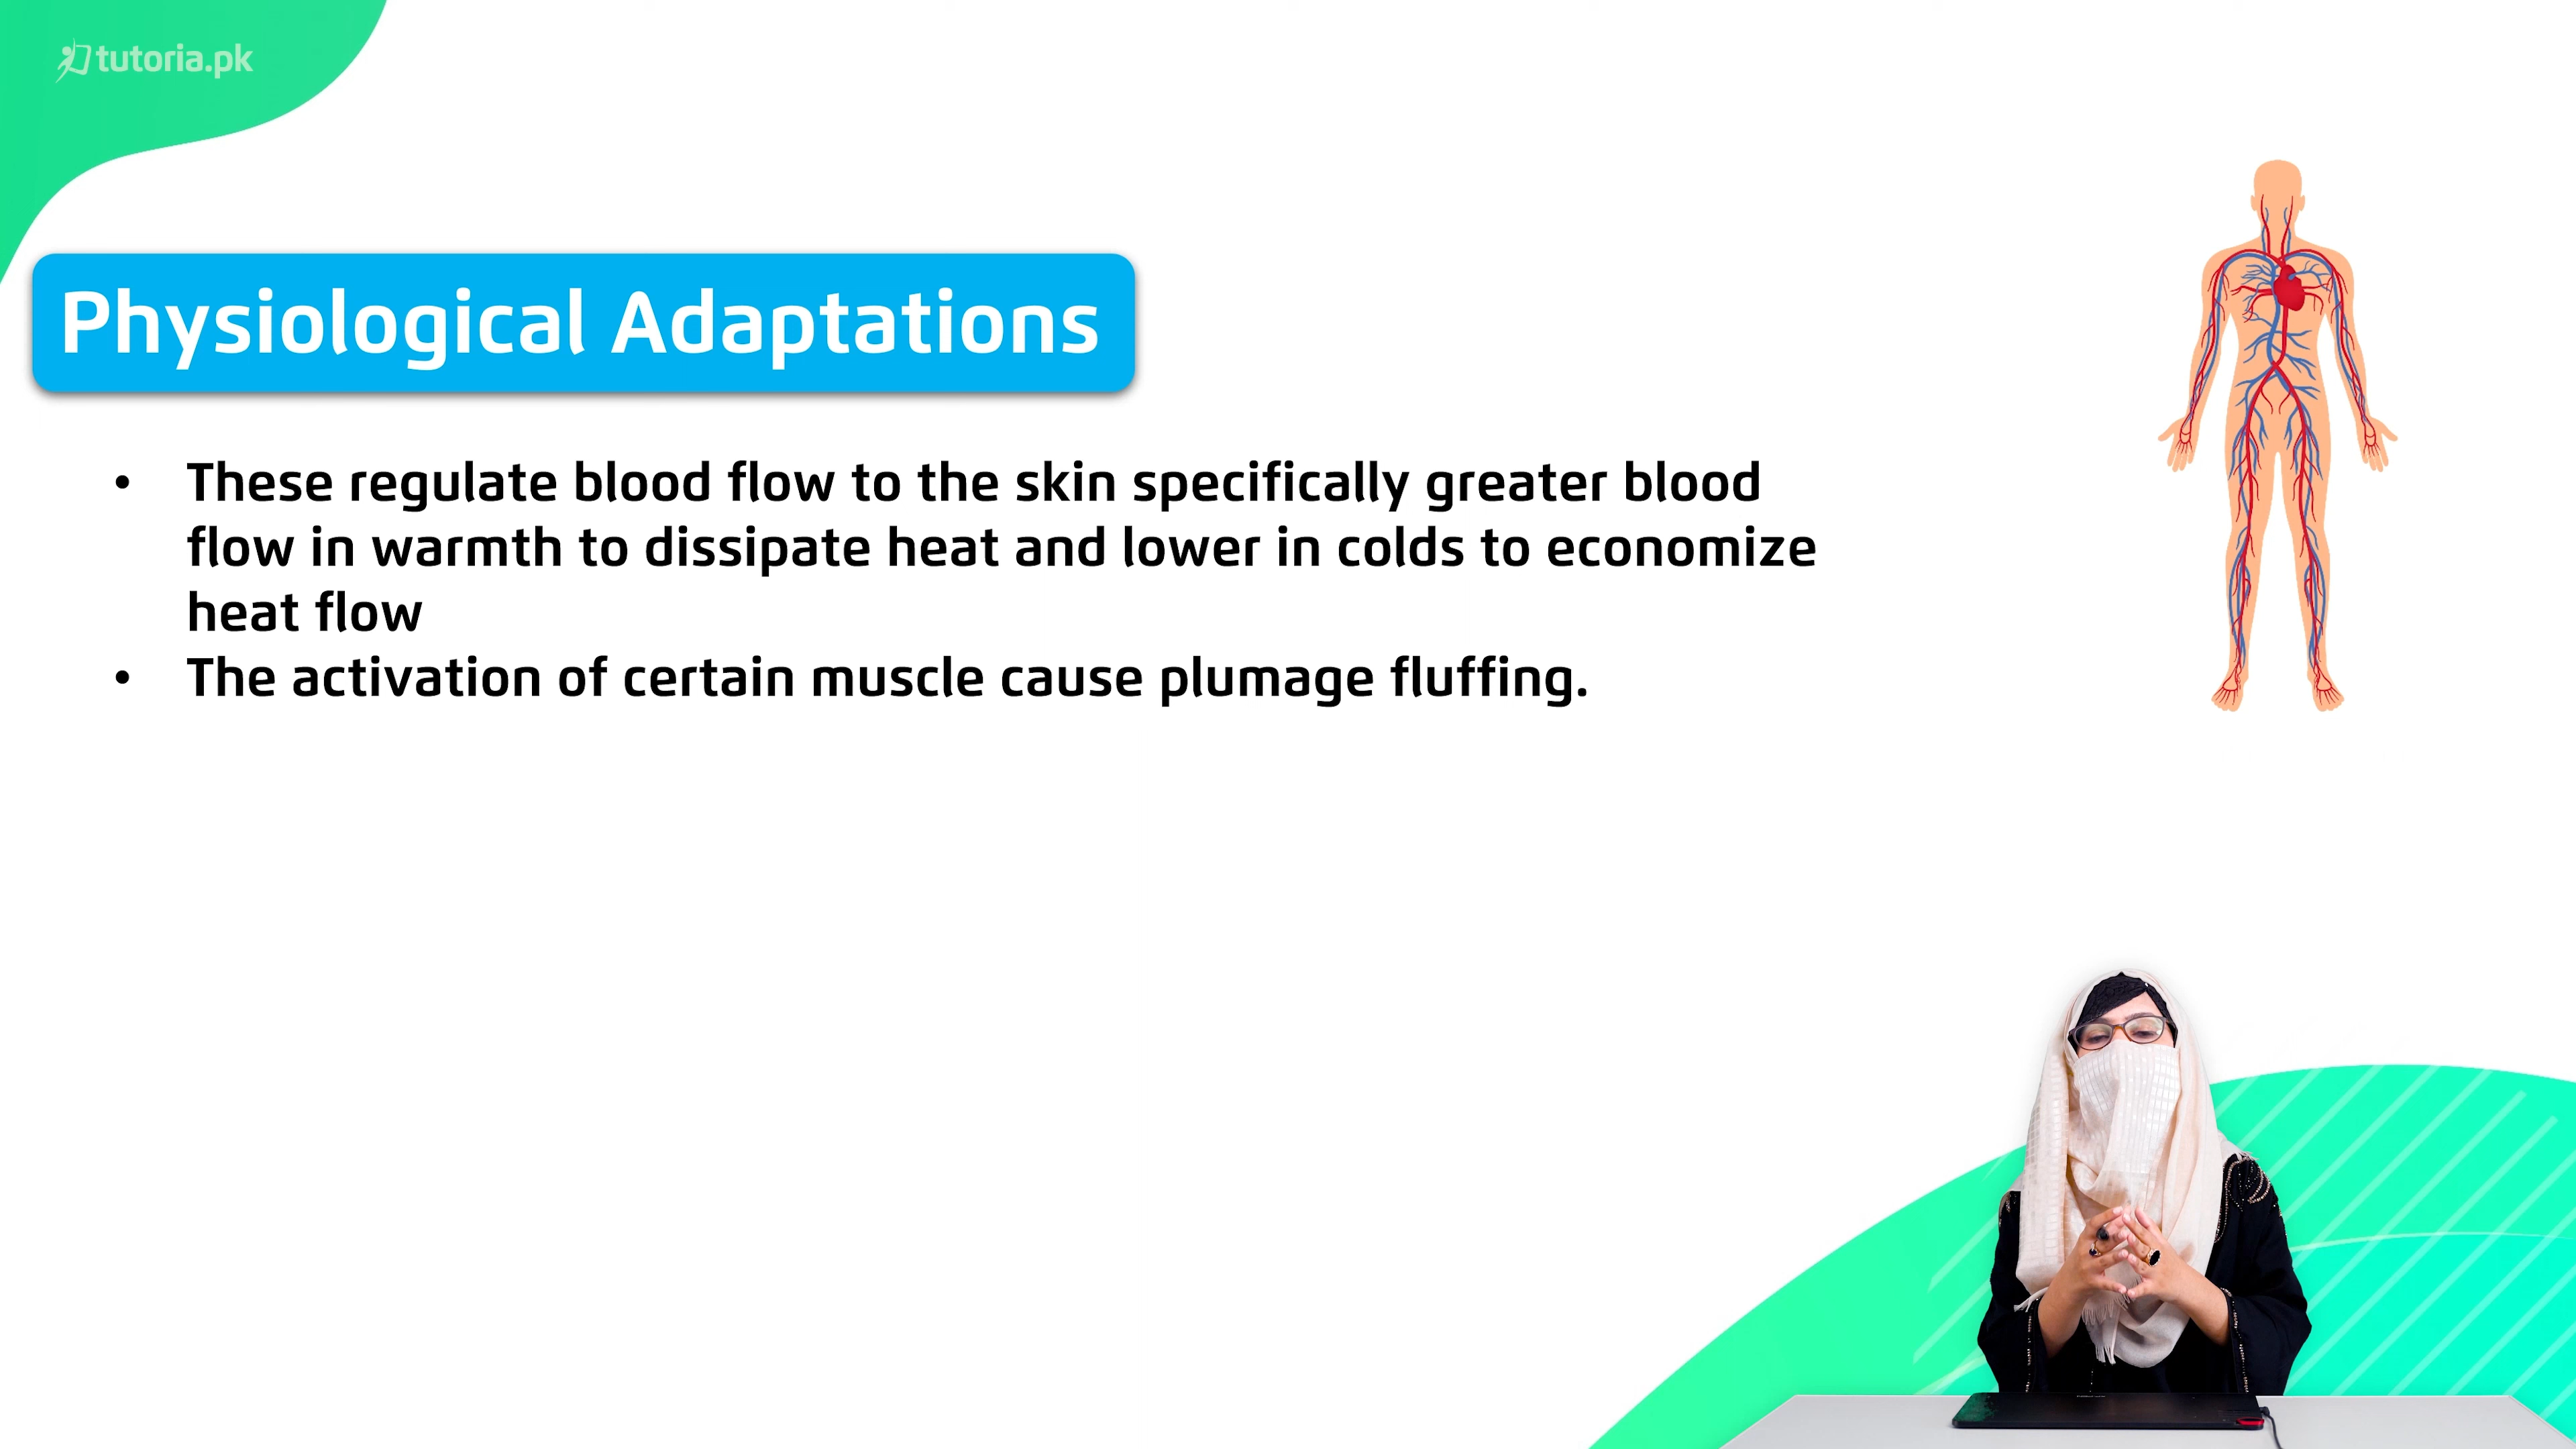 tutoria.pk
Physiological Adaptations
• These regulate blood flow to the skin specifically greater blood
flow in warmth to dissipate heat and lower in colds to economize
heat flow
• The activation of certain muscle cause plumage fluffing.